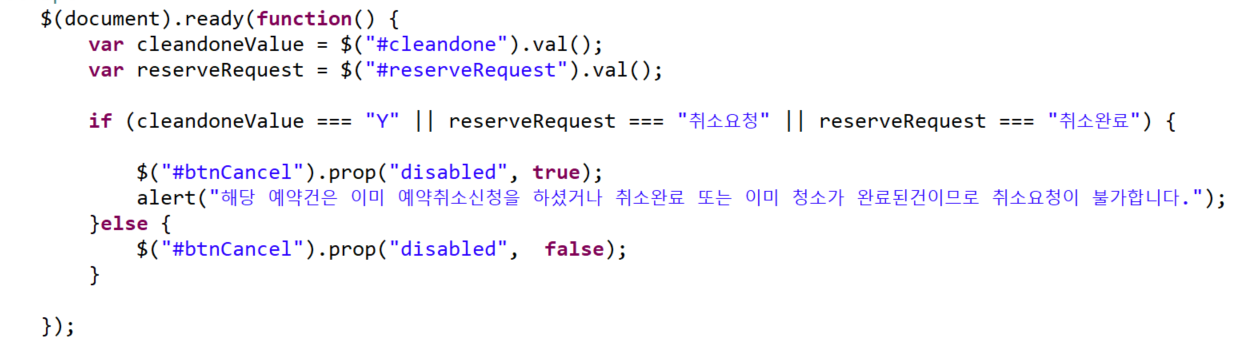 $(document).ready(function() {
    var cleandoneValue = $("#cleandone").val();
    var reserveRequest = $("#reserveRequest").val();
    if (cleandoneValue === "Y" || reserveRequest === "취소요청" || reserveRequest === "취소완료") {
        $("#btnCancel").prop("disabled", true);
        alert("해당 예약건은 이미 예약취소신청을 하셨거나 취소완료 또는 이미 청소가 완료된건이므로 취소요청이 불가합니다.");
    }else {
        $("#btnCancel").prop("disabled",  false);
    }
});